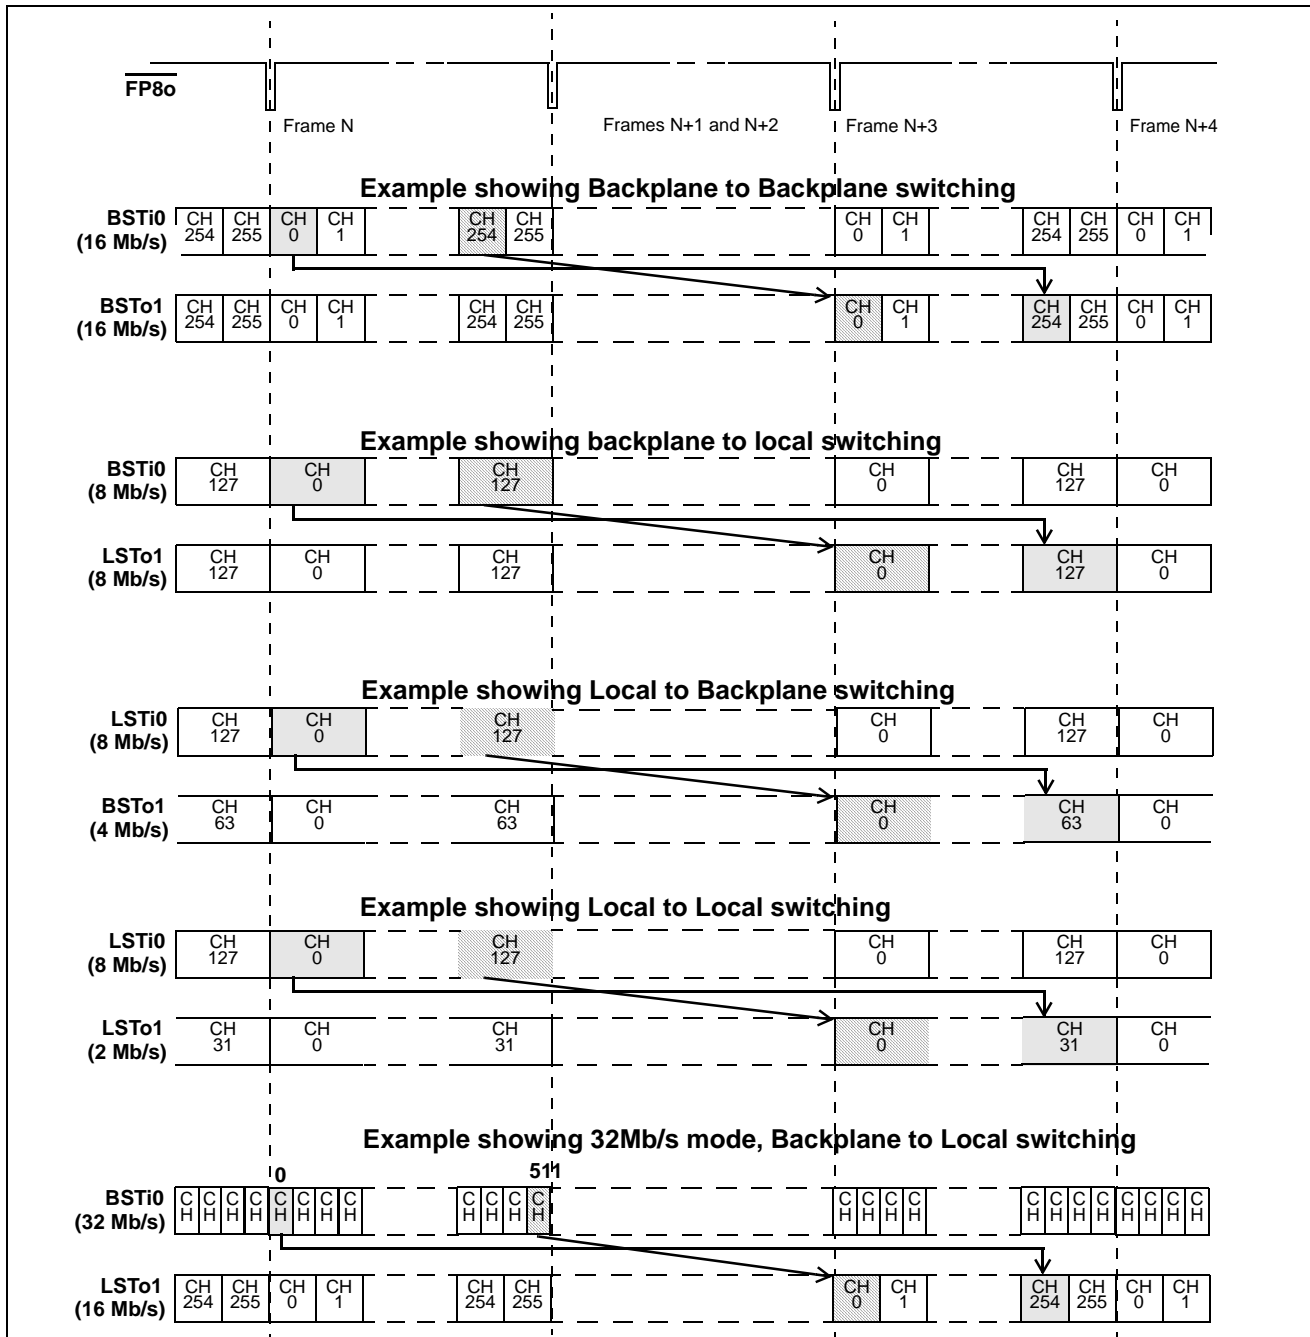 FP8o
Frame N
Frames N+1 and N+2
Frame N+3
Frame N+4
Example showing Backplane to Backplane switching
BSTi0
(16 Mb/s)
CH 254 CH 255 CH 0 CH 1 CH 254 CH 255 CH 0 CH 1 CH 254 CH 255 CH 0 CH 1
BSTo1
(16 Mb/s)
CH 254 CH 255 CH 0 CH 1 CH 254 CH 255 CH 0 CH 1 CH 254 CH 255 CH 0 CH 1
Example showing backplane to local switching
BSTi0
(8 Mb/s)
CH 127 CH 0 CH 127 CH 0 CH 127 CH 0
LSTo1
(8 Mb/s)
CH 127 CH 0 CH 127 CH 0 CH 127 CH 0
Example showing Local to Backplane switching
LSTi0
(8 Mb/s)
CH 127 CH 0 CH 127 CH 0 CH 127 CH 0
BSTo1
(4 Mb/s)
CH 63 CH 0 CH 63 CH 0 CH 63 CH 0
Example showing Local to Local switching
LSTi0
(8 Mb/s)
CH 127 CH 0 CH 127 CH 0 CH 127 CH 0
LSTo1
(2 Mb/s)
CH 31 CH 0 CH 31 CH 0 CH 31 CH 0
Example showing 32Mb/s mode, Backplane to Local switching
0 511
BSTi0
(32 Mb/s)
CH CH CH CH CH CH CH CH CH CH CH CH CH CH CH CH CH CH CH CH CH CH CH CH
LSTo1
(16 Mb/s)
CH 254 CH 255 CH 0 CH 1 CH 254 CH 255 CH 0 CH 1 CH 254 CH 255 CH 0 CH 1